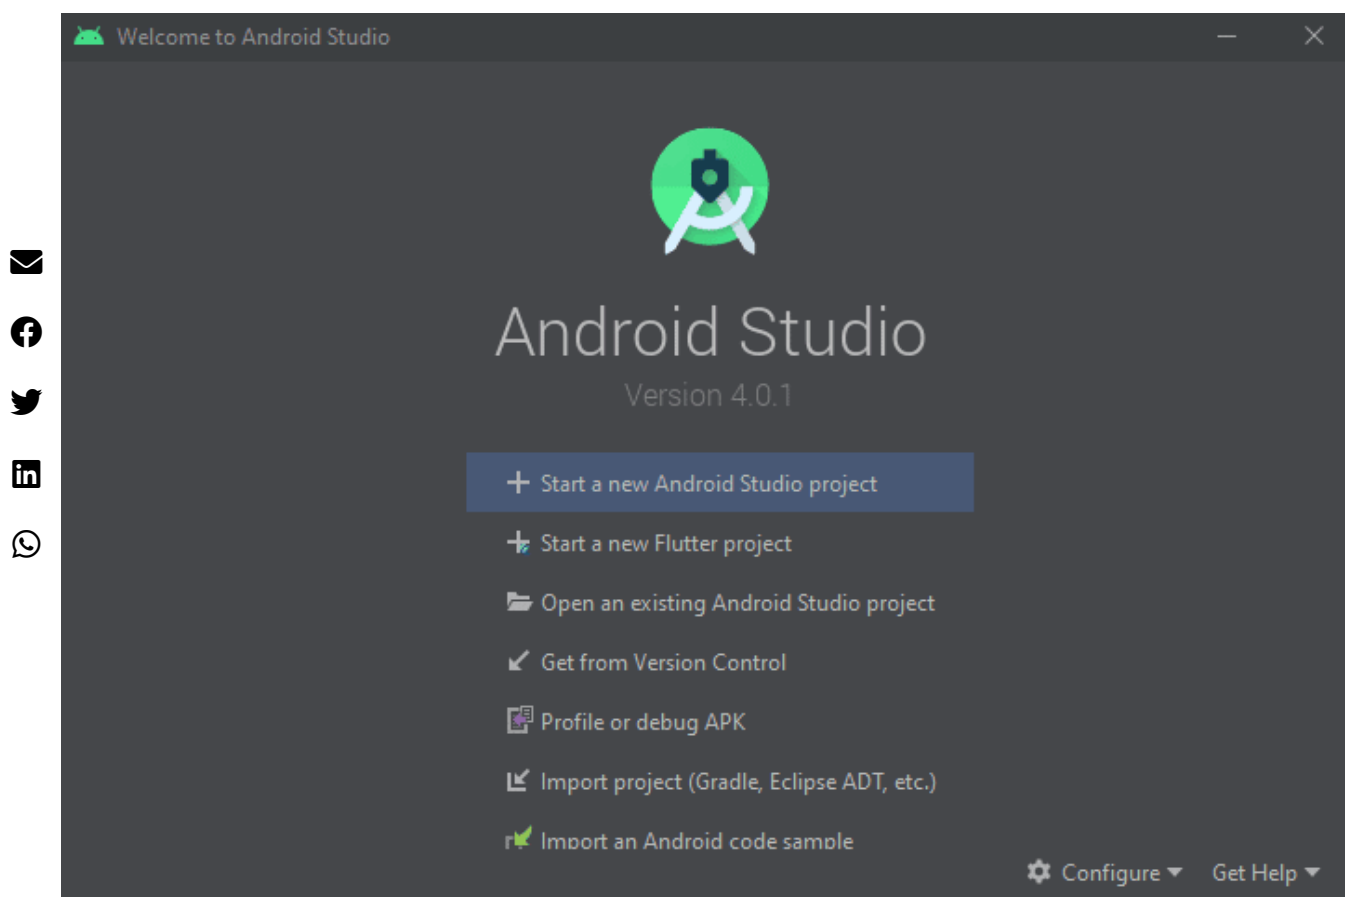 Welcome to Android Studio
Android Studio
Version 4.0.1
Start a new Android Studio project
Start a new Flutter project
Open an existing Android Studio project
Get from Version Control
Profile or debug APK
Import project (Gradle, Eclipse ADT, etc.)
Import an Android code sample
Configure
Get Help